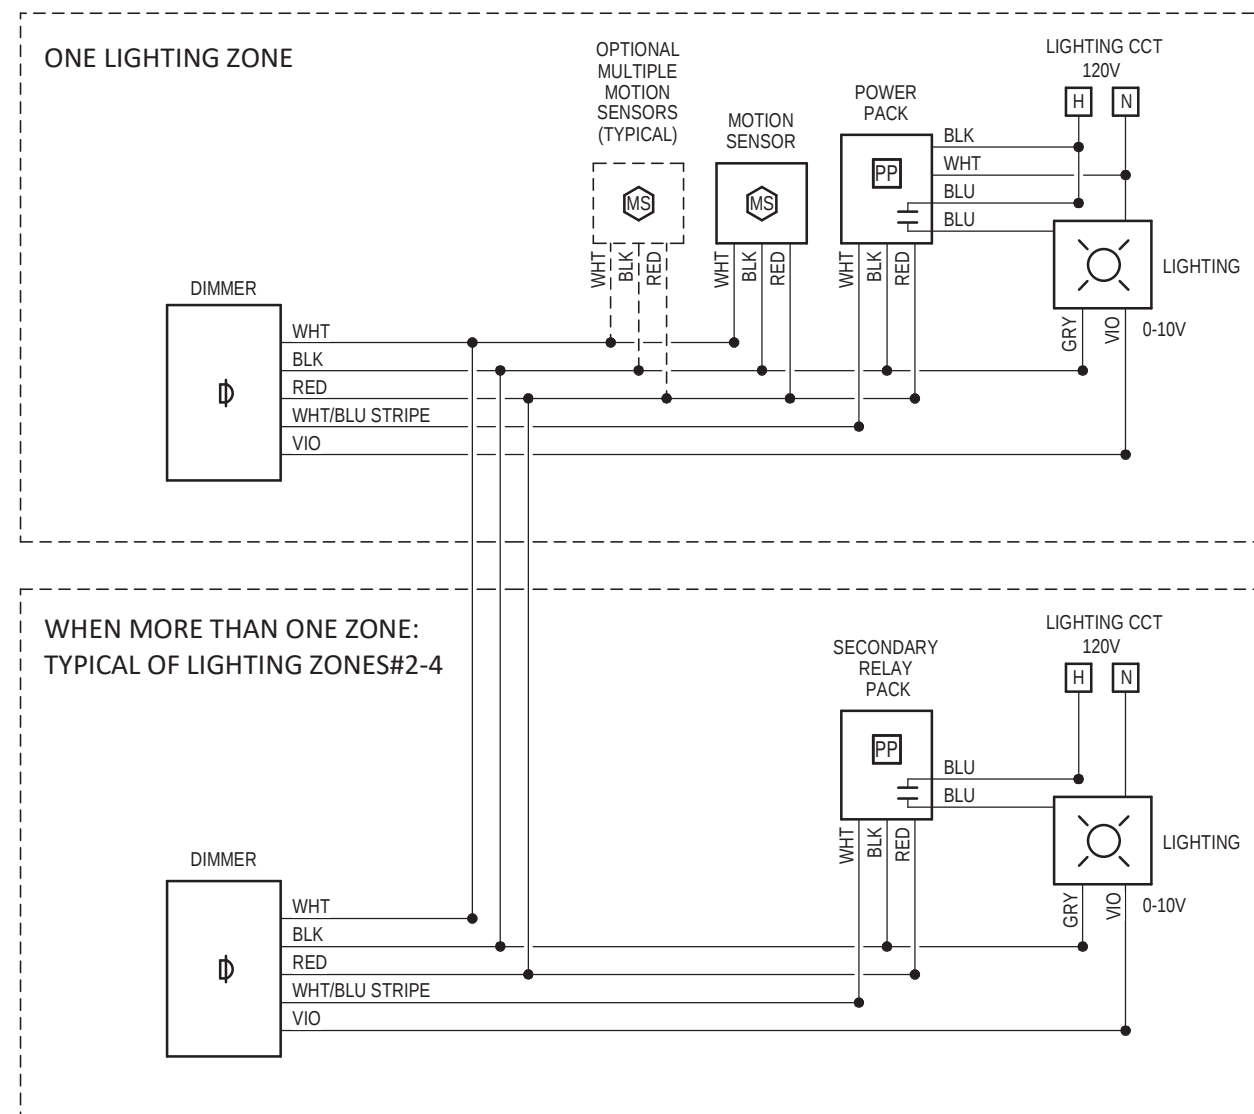 ONE LIGHTING ZONE
OPTIONAL
MULTIPLE
MOTION
SENSORS
(TYPICAL)
MOTION
SENSOR
POWER
PACK
LIGHTING CCT
120V
H
N
MS
MS
PP
BLK
WHT
BLU
BLU
WHT
BLK
RED
WHT
BLK
RED
WHT
BLK
RED
LIGHTING
GRY
VIO
0-10V
DIMMER
WHT
BLK
RED
WHT/BLU STRIPE
VIO
WHEN MORE THAN ONE ZONE:
TYPICAL OF LIGHTING ZONES#2-4
SECONDARY
RELAY
PACK
LIGHTING CCT
120V
H
N
PP
BLU
BLU
WHT
BLK
RED
LIGHTING
GRY
VIO
0-10V
DIMMER
WHT
BLK
RED
WHT/BLU STRIPE
VIO